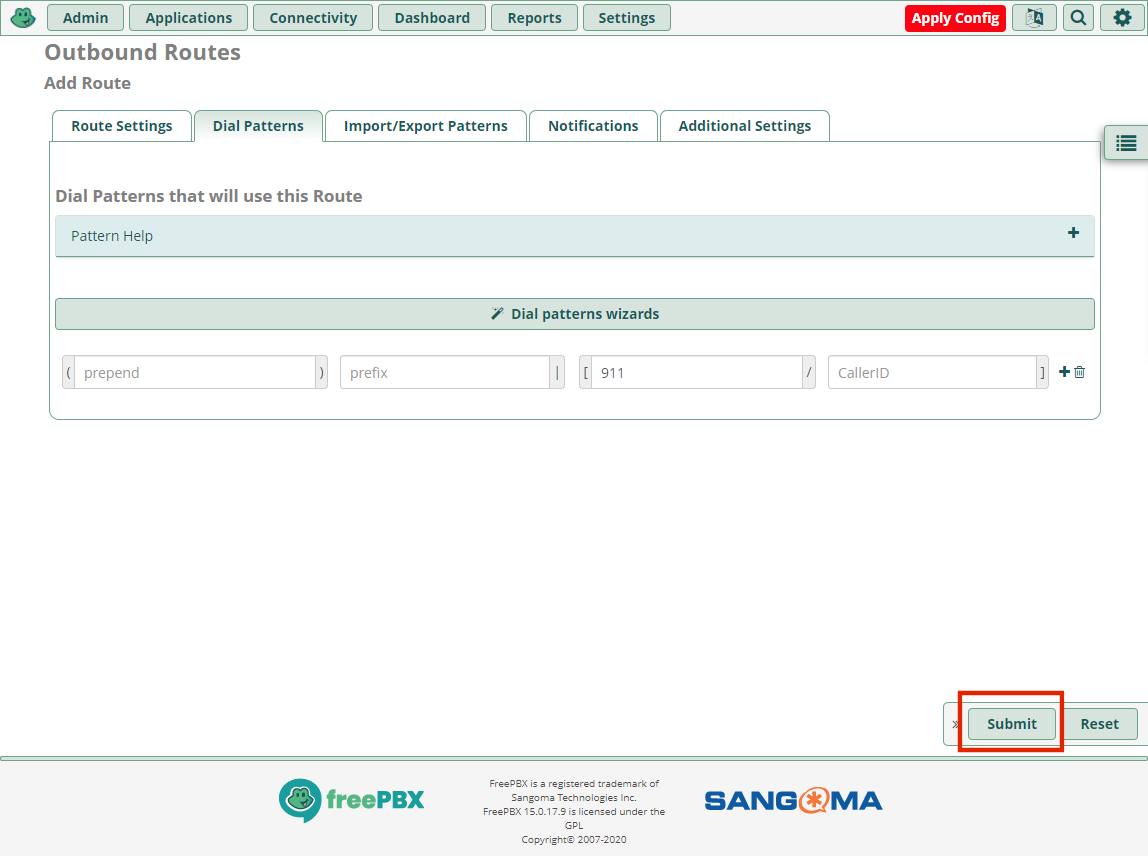 Admin Applications Connectivity Dashboard Reports Settings Apply Config
Outbound Routes
Add Route
Route Settings Dial Patterns Import/Export Patterns Notifications Additional Settings
Dial Patterns that will use this Route
Pattern Help +
Dial patterns wizards
( prepend ) prefix | [ 911 / CallerID ] +
» Submit Reset
freePBX
FreePBX is a registered trademark of
Sangoma Technologies Inc.
FreePBX 15.0.17.9 is licensed under the
GPL
Copyright© 2007-2020
SANGOMA